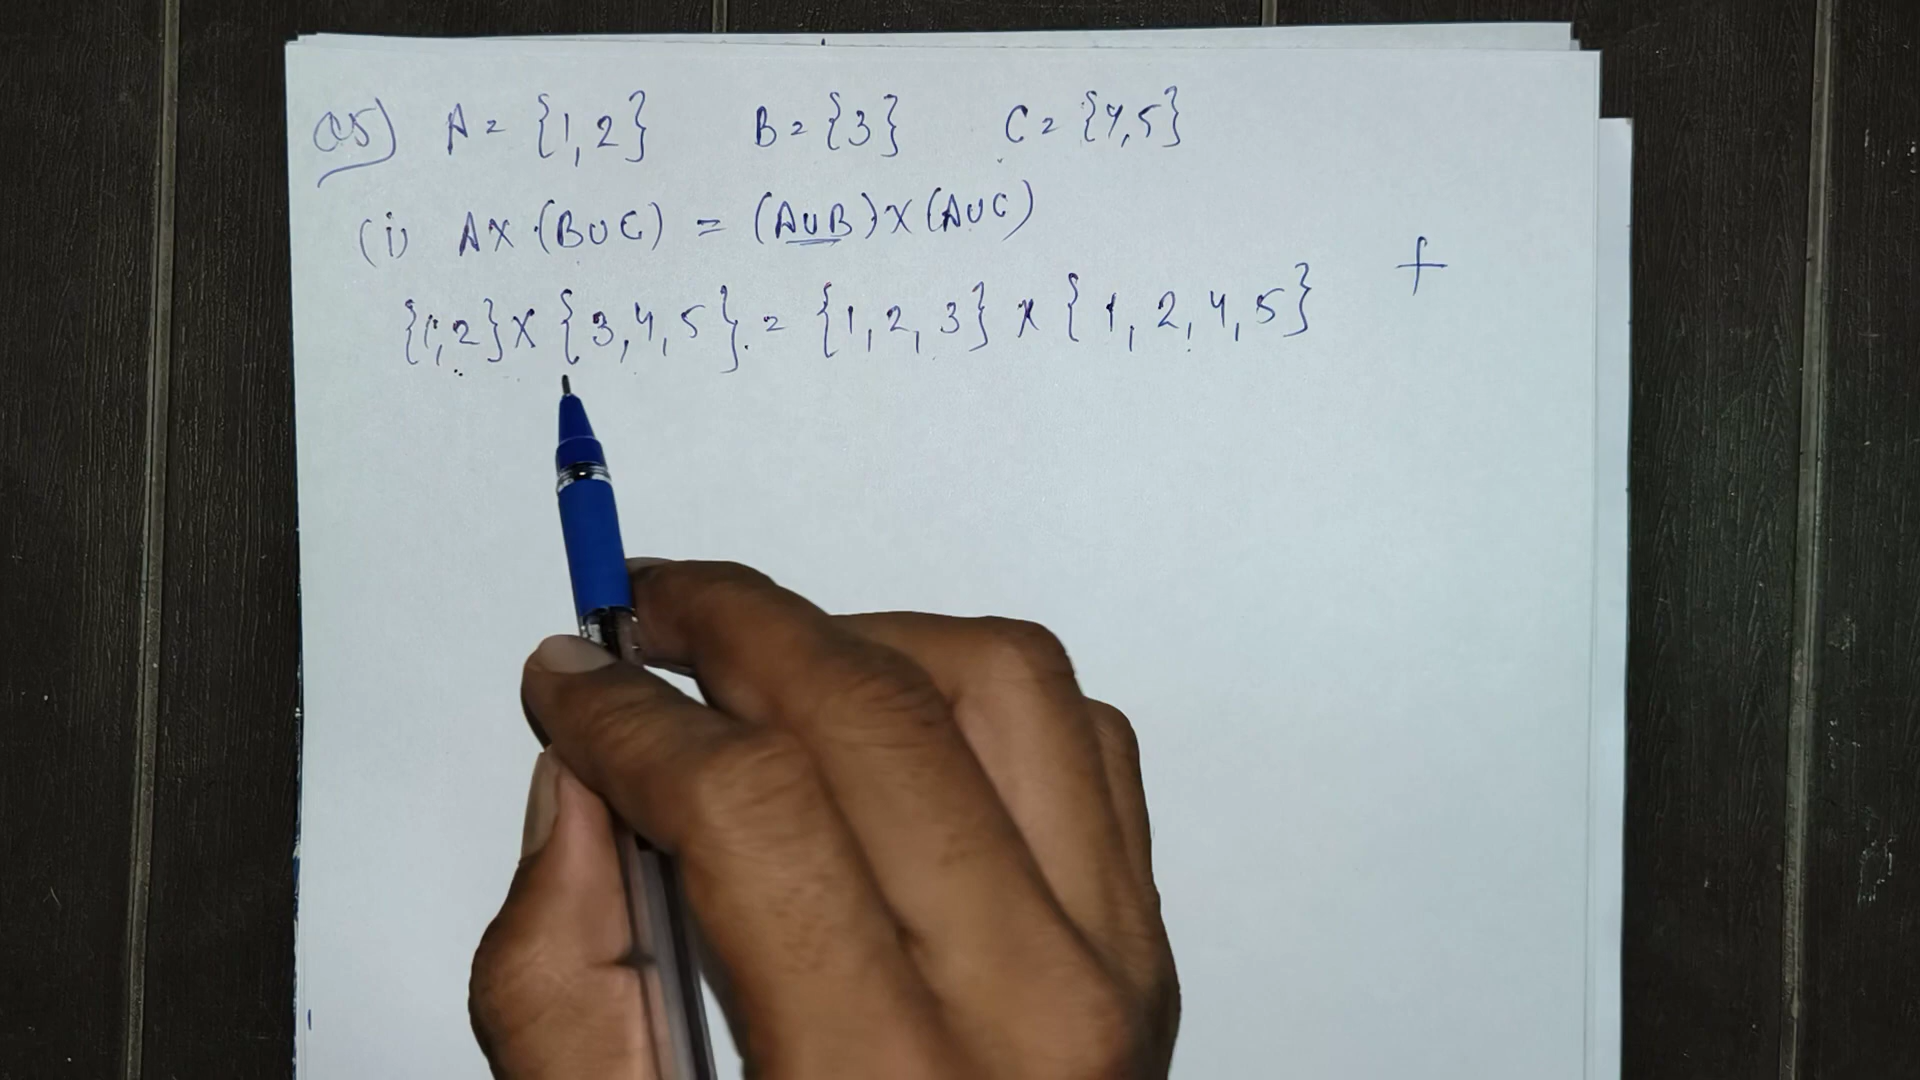 Q5) A = {1, 2} B = {3} C = {4, 5}
(i) A × (B ∪ C) = (A ∪ B) × (A ∪ C)
{1, 2} × {3, 4, 5} = {1, 2, 3} × {1, 2, 4, 5}